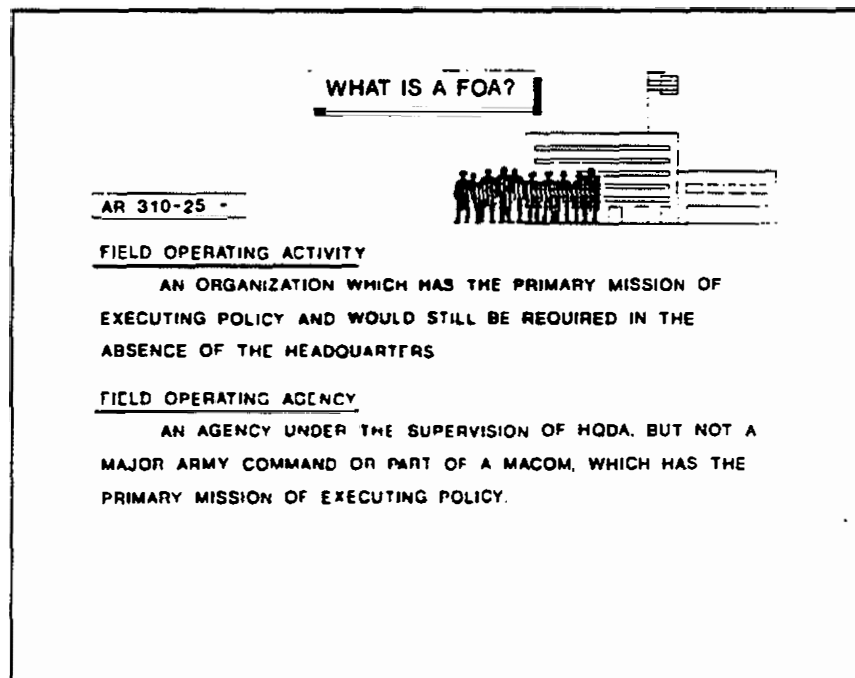 WHAT IS A FOA?
AR 310-25 -
FIELD OPERATING ACTIVITY
AN ORGANIZATION WHICH HAS THE PRIMARY MISSION OF
EXECUTING POLICY AND WOULD STILL BE REQUIRED IN THE
ABSENCE OF THE HEADQUARTERS
FIELD OPERATING AGENCY
AN AGENCY UNDER THE SUPERVISION OF HQDA, BUT NOT A
MAJOR ARMY COMMAND OR PART OF A MACOM, WHICH HAS THE
PRIMARY MISSION OF EXECUTING POLICY.